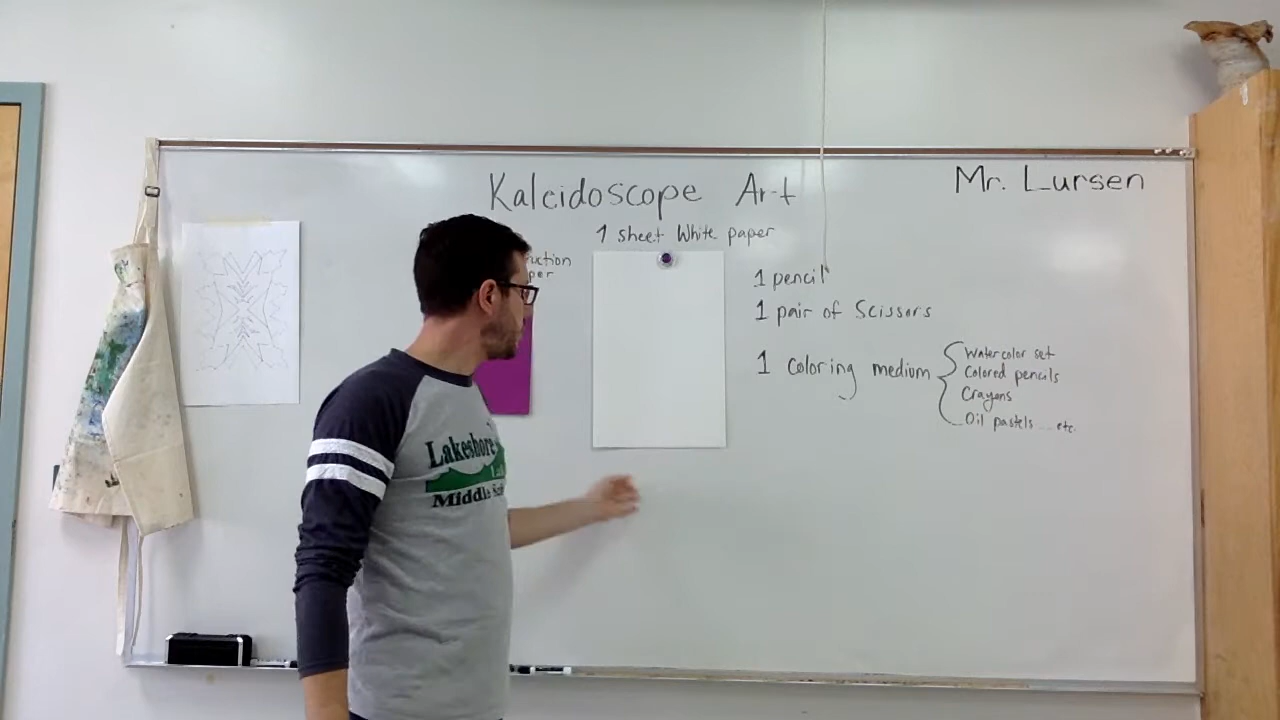 Kaleidoscope Art
Mr. Lursen
1 sheet White paper
1 pencil
1 pair of Scissors
1 coloring medium
Watercolor set
Colored pencils
Crayons
Oil pastels....etc.
Lakeshore
Middle